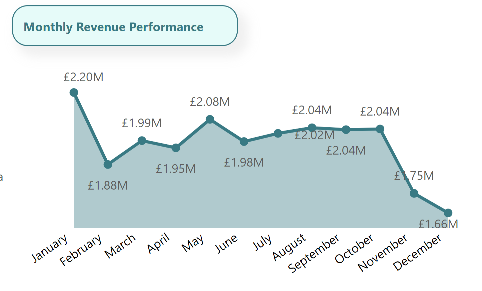 Monthly Revenue Performance
£2.20M
£1.88M
£1.99M
£1.95M
£2.08M
£1.98M
£2.02M
£2.04M
£2.04M
£2.04M
£1.75M
£1.66M
a
January
February
March
April
May
June
July
August
September
October
November
December